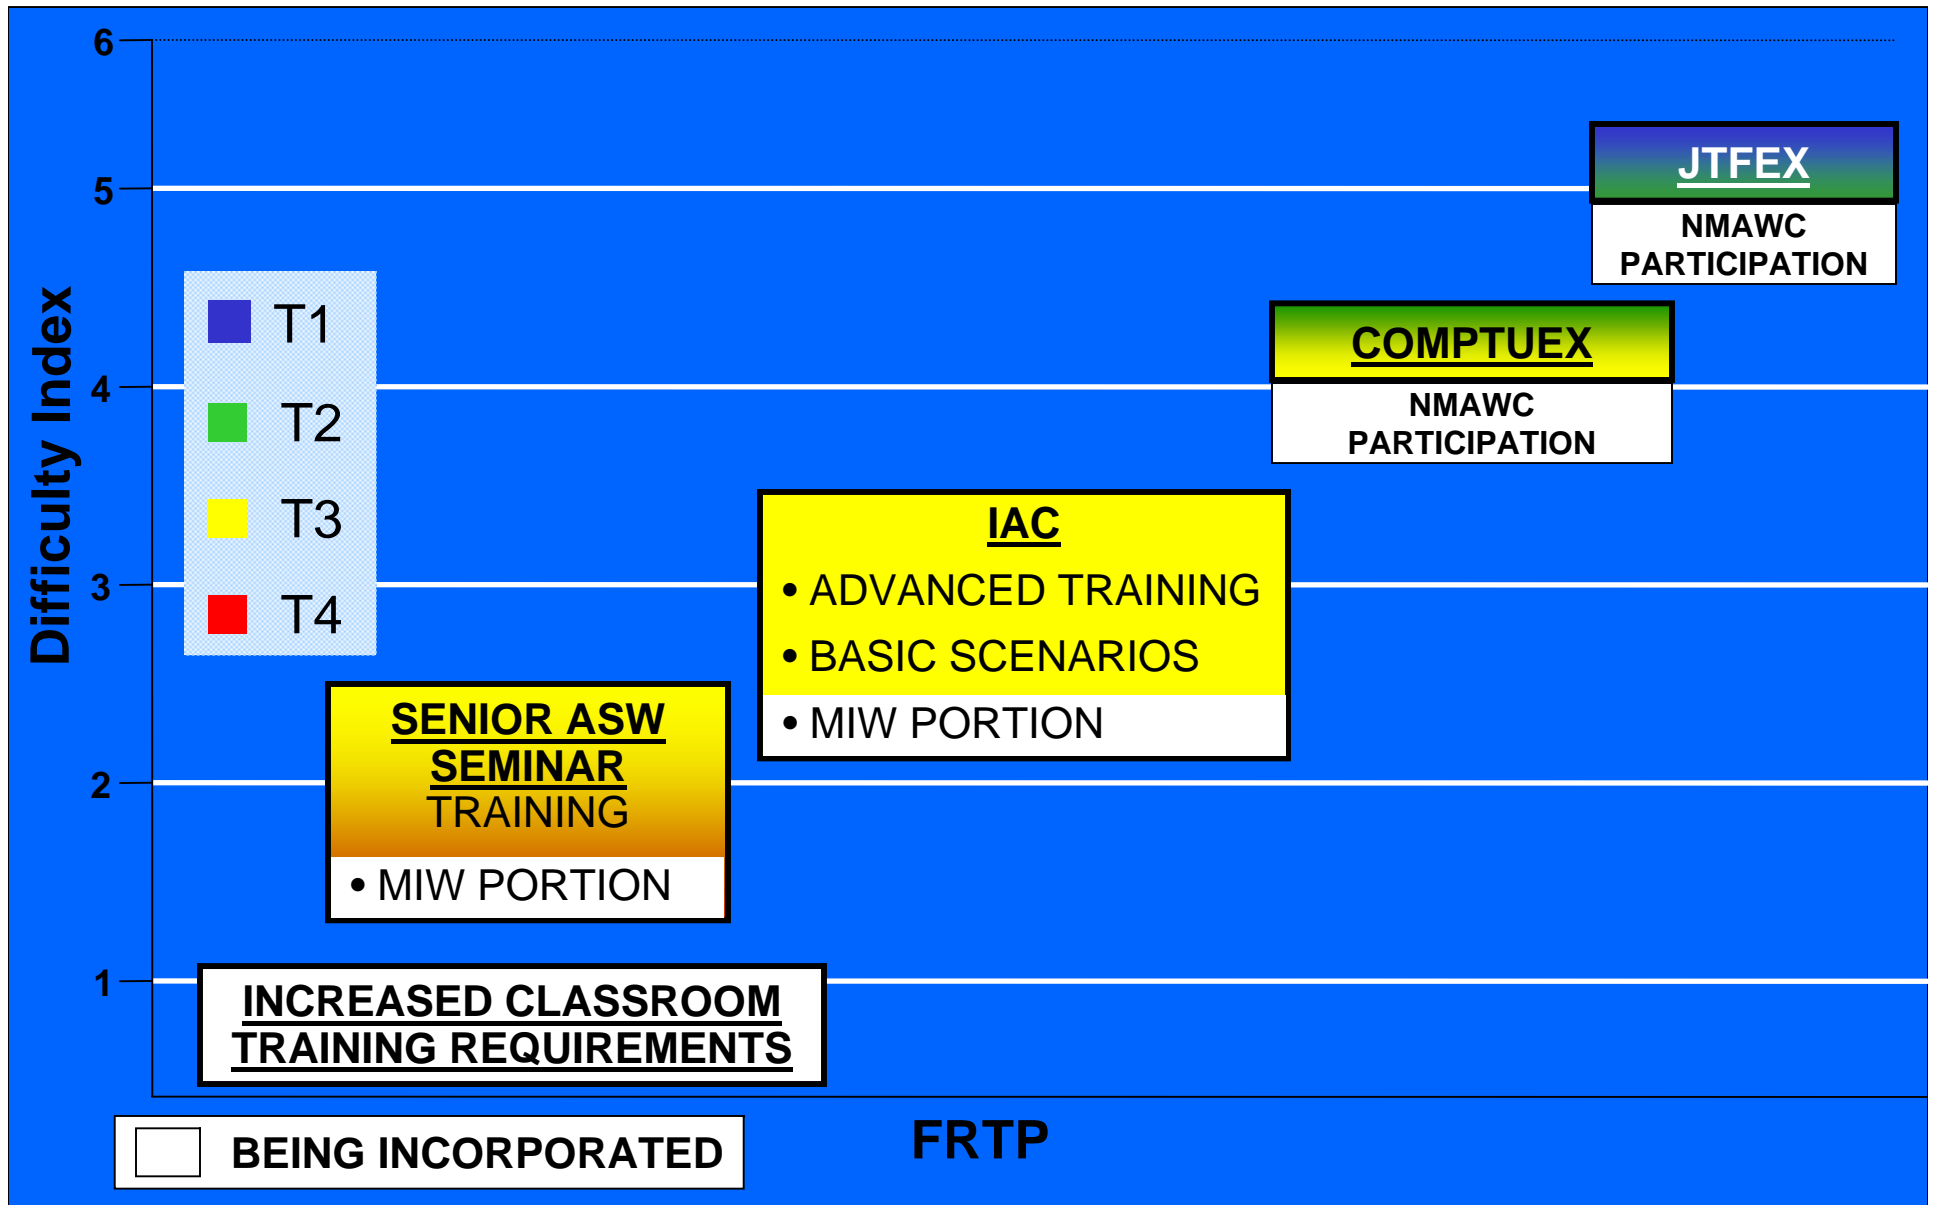 6
5
4
3
2
1
Difficulty Index
T1
T2
T3
T4
JTFEX
NMAWC
PARTICIPATION
COMPTUEX
NMAWC
PARTICIPATION
IAC
• ADVANCED TRAINING
• BASIC SCENARIOS
• MIW PORTION
SENIOR ASW
SEMINAR
TRAINING
• MIW PORTION
INCREASED CLASSROOM
TRAINING REQUIREMENTS
BEING INCORPORATED
FRTP